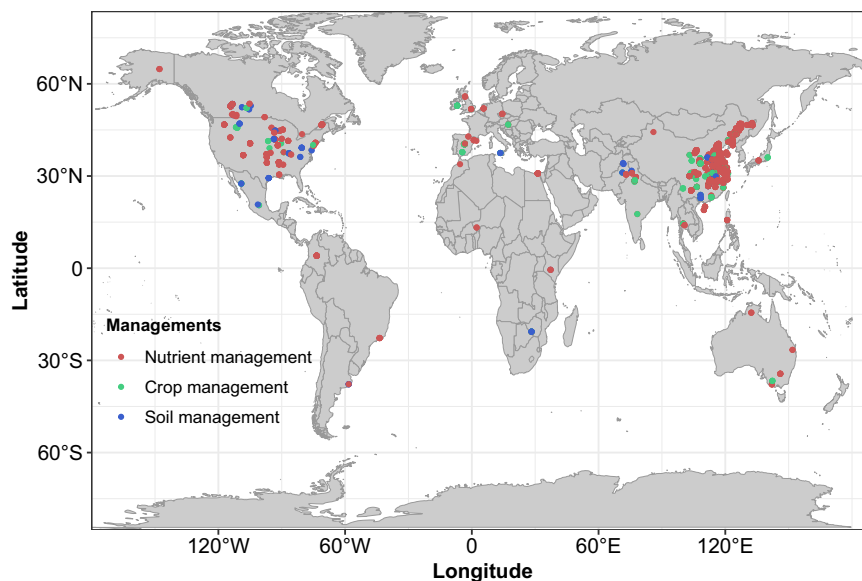 60°N
30°N
0
30°S
60°S
Latitude
Managements
Nutrient management
Crop management
Soil management
120°W
60°W
0
60°E
120°E
Longitude